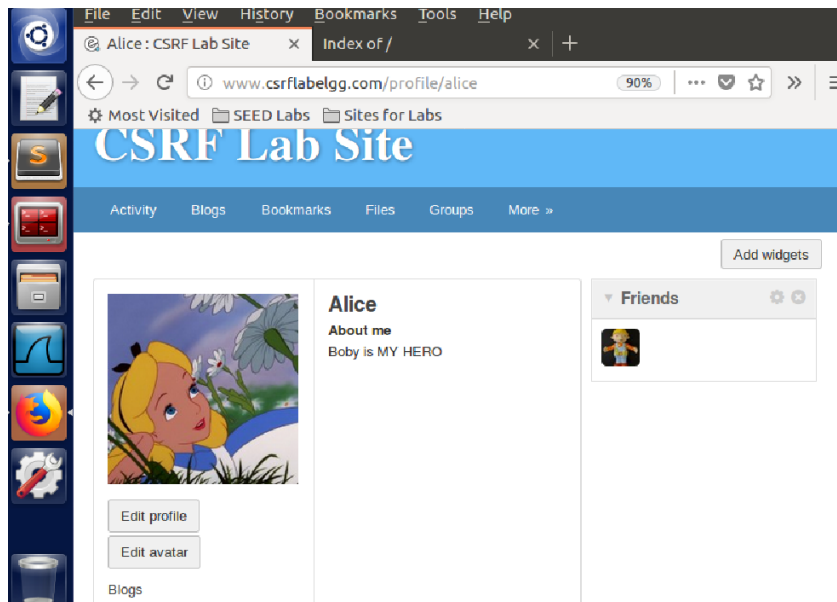 File Edit View History Bookmarks Tools Help
Alice : CSRF Lab Site × Index of / × +
www.csrflabelgg.com/profile/alice 90%
Most Visited SEED Labs Sites for Labs
CSRF Lab Site
Activity Blogs Bookmarks Files Groups More »
Add widgets
Alice
About me
Boby is MY HERO
Friends
Edit profile
Edit avatar
Blogs